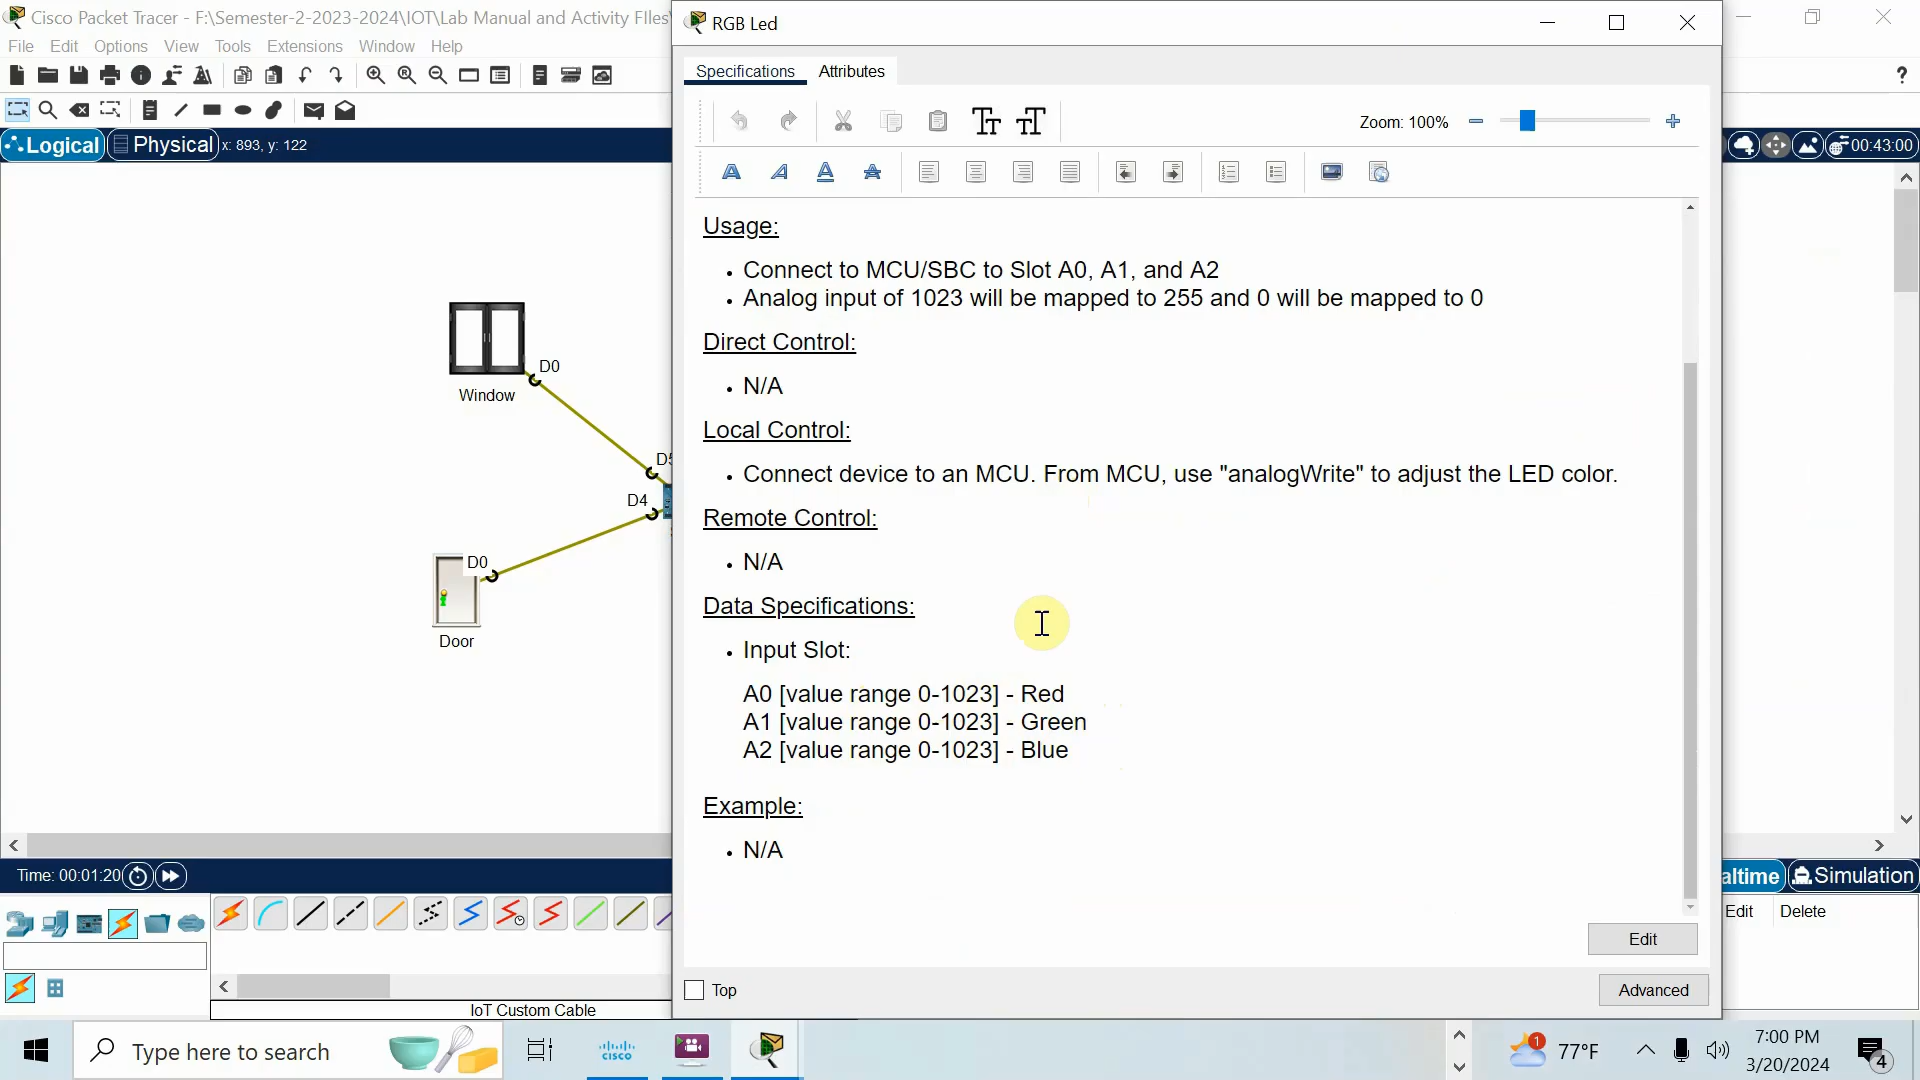 Cisco Packet Tracer - F:\Semester-2-2023-2024\IOT\Lab Manual and Activity FIles\
File Edit Options View Tools Extensions Window Help
?
Logical Physical x: 893, y: 122
00:43:00
D0
Window
D5
D4
D0
Door
Time: 00:01:20
altime Simulation
Edit Delete
IoT Custom Cable
RGB Led
Specifications Attributes
Zoom: 100%
Usage:
• Connect to MCU/SBC to Slot A0, A1, and A2
• Analog input of 1023 will be mapped to 255 and 0 will be mapped to 0
Direct Control:
• N/A
Local Control:
• Connect device to an MCU. From MCU, use "analogWrite" to adjust the LED color.
Remote Control:
• N/A
Data Specifications:
• Input Slot:
A0 [value range 0-1023] - Red
A1 [value range 0-1023] - Green
A2 [value range 0-1023] - Blue
Example:
• N/A
Edit
Top
Advanced
Type here to search
cisco
1
77°F
7:00 PM
3/20/2024
4